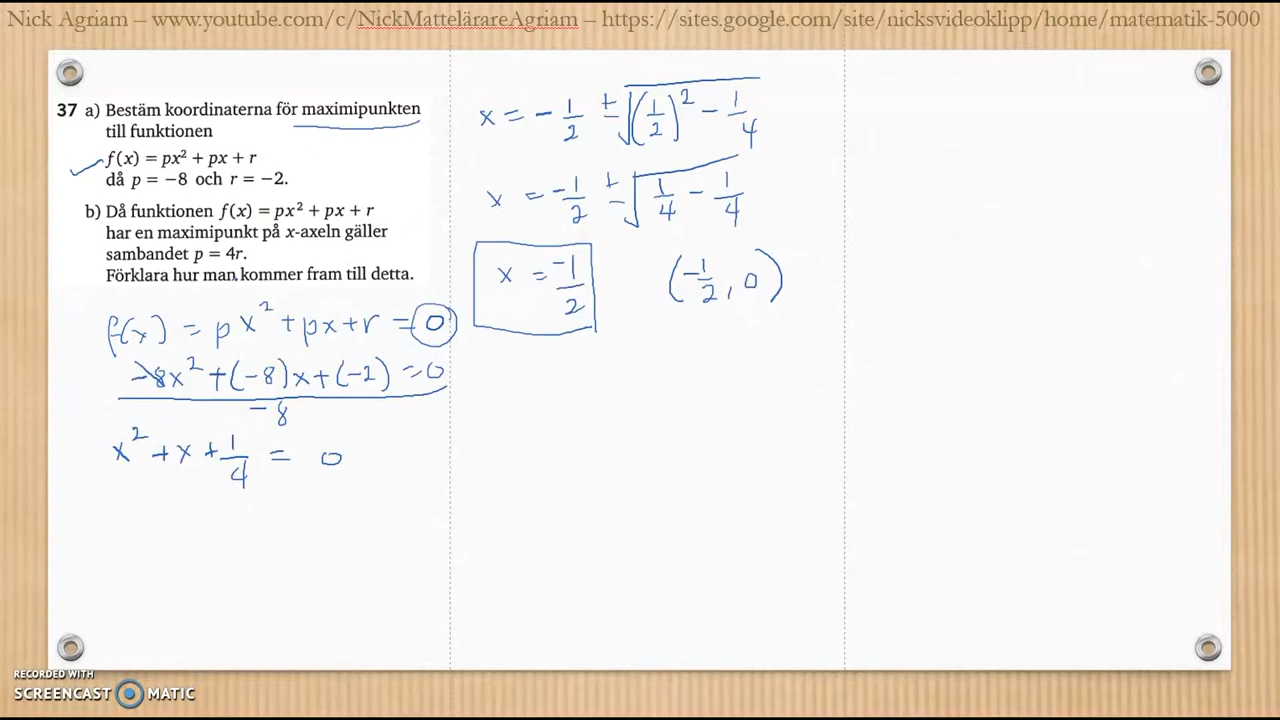 Nick Agriam – www.youtube.com/c/NickMattelärareAgriam – https://sites.google.com/site/nicksvideoklipp/home/matematik-5000
37 a) Bestäm koordinaterna för maximipunkten
till funktionen
f(x) = px² + px + r
då p = −8 och r = −2.
b) Då funktionen f(x) = px² + px + r
har en maximipunkt på x-axeln gäller
sambandet p = 4r.
Förklara hur man kommer fram till detta.
f(x) = px² + px + r = 0
-8x² + (-8)x + (-2) = 0
-8
x² + x + 1/4 = 0
x = -1/2 ± √((1/2)² - 1/4)
x = -1/2 ± √(1/4 - 1/4)
x = -1/2
(-1/2, 0)
RECORDED WITH
SCREENCAST MATIC